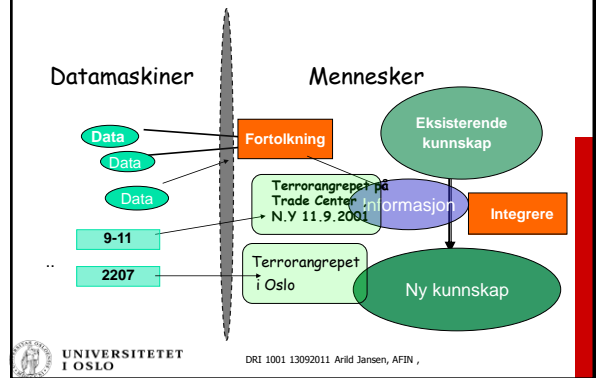 Datamaskiner
Mennesker
Data
Data
Data
Fortolkning
Eksisterende
kunnskap
Terrorangrepet på
Trade Center ,
N.Y 11.9.2001
Informasjon
Integrere
9-11
..
2207
Terrorangrepet
i Oslo
Ny kunnskap
UNIVERSITETET
I OSLO
DRI 1001 13092011 Arild Jansen, AFIN ,